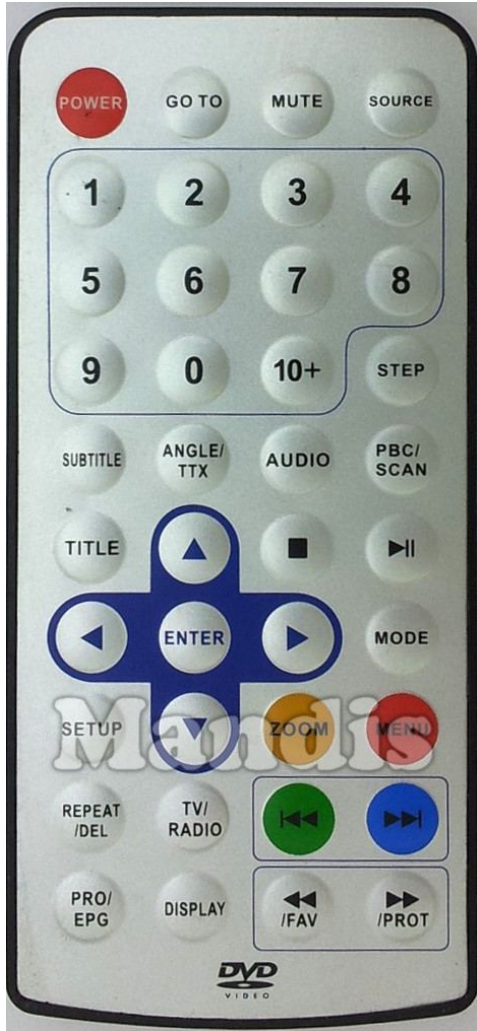 POWER GO TO MUTE SOURCE
1 2 3 4
5 6 7 8
9 0 10+ STEP
SUBTITLE ANGLE/ AUDIO PBC/
TTX SCAN
TITLE
ENTER MODE
SETUP ZOOM MENU
Mandis
REPEAT TV/
/DEL RADIO
PRO/ DISPLAY /FAV /PROT
EPG
DVD
VIDEO